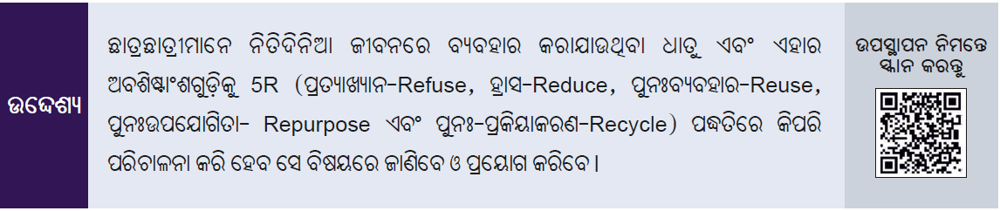 ଉଦ୍ଦେଶ୍ୟ
ଛାତ୍ରଛାତ୍ରୀମାନେ ନିତିଦିନିଆ ଜୀବନରେ ବ୍ୟବହାର କରାଯାଉଥିବା ଧାତୁ ଏବଂ ଏହାର
ଅବଶିଷ୍ଟାଂଶଗୁଡ଼ିକୁ 5R (ପ୍ରତ୍ୟାଖ୍ୟାନ-Refuse, ହ୍ରାସ-Reduce, ପୁନଃବ୍ୟବହାର-Reuse,
ପୁନଃଉପଯୋଗିତା- Repurpose ଏବଂ ପୁନଃ-ପ୍ରକିୟାକରଣ-Recycle) ପଦ୍ଧତିରେ କିପରି
ପରିଚାଳନା କରି ହେବ ସେ ବିଷୟରେ ଜାଣିବେ ଓ ପ୍ରୟୋଗ କରିବେ।
ଉପସ୍ଥାପନ ନିମନ୍ତେ
ସ୍କାନ କରନ୍ତୁ